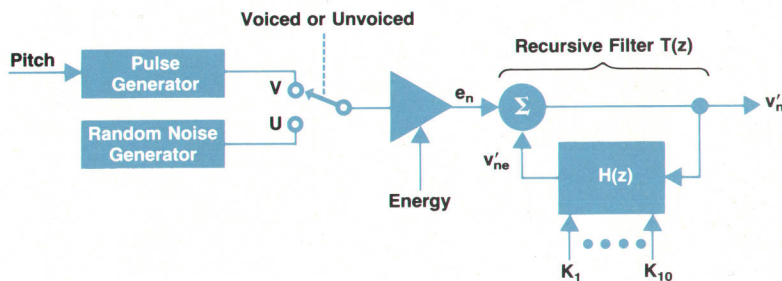 Voiced or Unvoiced
Recursive Filter T(z)
Pitch
Pulse
Generator
V
eₙ
Σ
v′ₙ
U
Random Noise
Generator
v′ₙₑ
H(z)
Energy
K₁
K₁₀